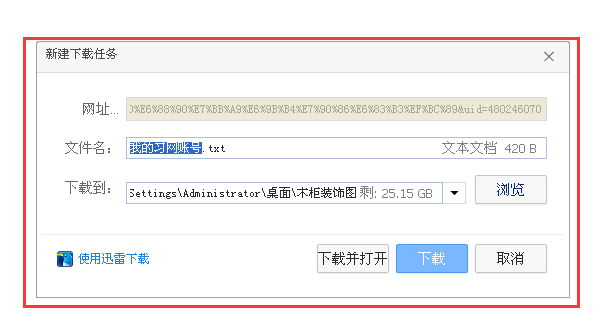 新建下载任务
网址... 0%E6%88%90%E7%BB%A9%E6%9B%B4%E7%90%86%E6%83%B3%EF%BC%89&uid=480246070
文件名： 我的习网账号.txt 文本文档 420 B
下载到： Settings\Administrator\桌面\木柜装饰图 剩: 25.15 GB 浏览
使用迅雷下载 下载并打开 下载 取消